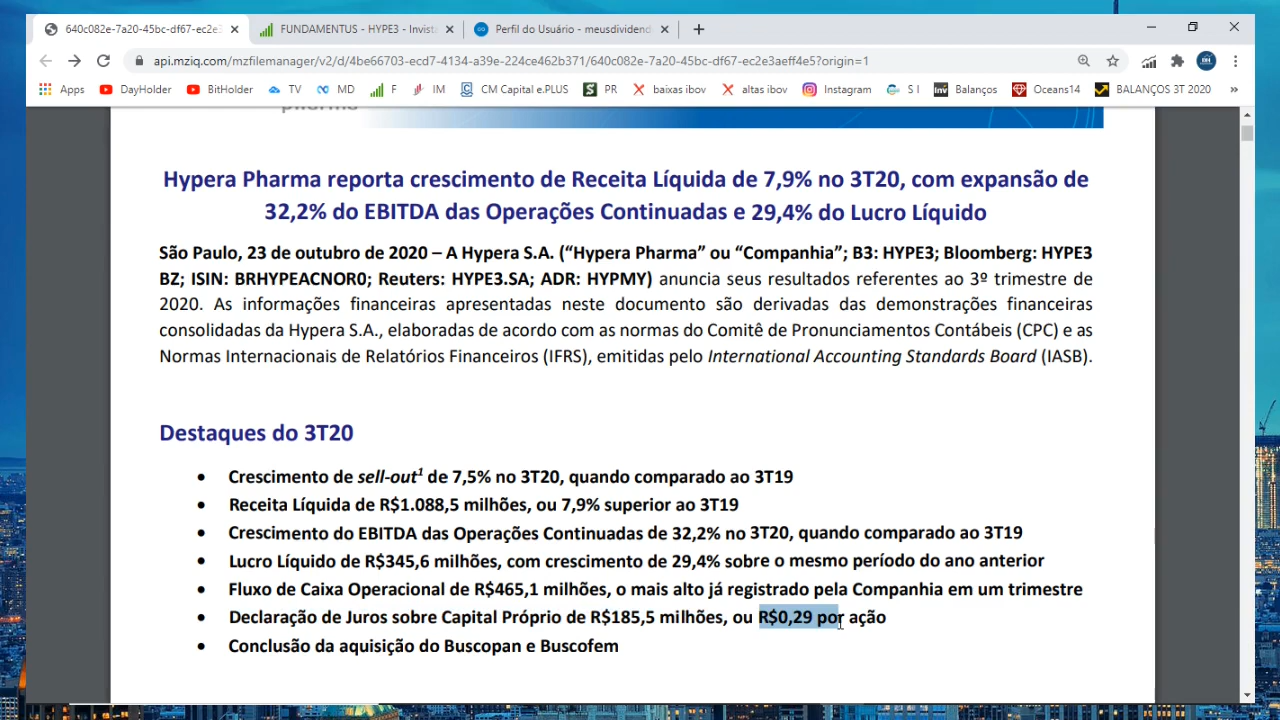 640c082e-7a20-45bc-df67-ec2e3
FUNDAMENTUS - HYPE3 - Invist
Perfil do Usuário - meusdividend
api.mziq.com/mzfilemanager/v2/d/4be66703-ecd7-4134-a39e-224ce462b371/640c082e-7a20-45bc-df67-ec2e3aeff4e5?origin=1
Apps DayHolder BitHolder TV MD F IM CM Capital e.PLUS PR baixas ibov altas ibov Instagram S I Balanços Oceans14 BALANÇOS 3T 2020 »
Hypera Pharma reporta crescimento de Receita Líquida de 7,9% no 3T20, com expansão de
32,2% do EBITDA das Operações Continuadas e 29,4% do Lucro Líquido
São Paulo, 23 de outubro de 2020 – A Hypera S.A. (“Hypera Pharma” ou “Companhia”; B3: HYPE3; Bloomberg: HYPE3
BZ; ISIN: BRHYPEACNOR0; Reuters: HYPE3.SA; ADR: HYPMY) anuncia seus resultados referentes ao 3º trimestre de
2020. As informações financeiras apresentadas neste documento são derivadas das demonstrações financeiras
consolidadas da Hypera S.A., elaboradas de acordo com as normas do Comitê de Pronunciamentos Contábeis (CPC) e as
Normas Internacionais de Relatórios Financeiros (IFRS), emitidas pelo International Accounting Standards Board (IASB).
Destaques do 3T20
• Crescimento de sell-out¹ de 7,5% no 3T20, quando comparado ao 3T19
• Receita Líquida de R$1.088,5 milhões, ou 7,9% superior ao 3T19
• Crescimento do EBITDA das Operações Continuadas de 32,2% no 3T20, quando comparado ao 3T19
• Lucro Líquido de R$345,6 milhões, com crescimento de 29,4% sobre o mesmo período do ano anterior
• Fluxo de Caixa Operacional de R$465,1 milhões, o mais alto já registrado pela Companhia em um trimestre
• Declaração de Juros sobre Capital Próprio de R$185,5 milhões, ou R$0,29 por ação
• Conclusão da aquisição do Buscopan e Buscofem